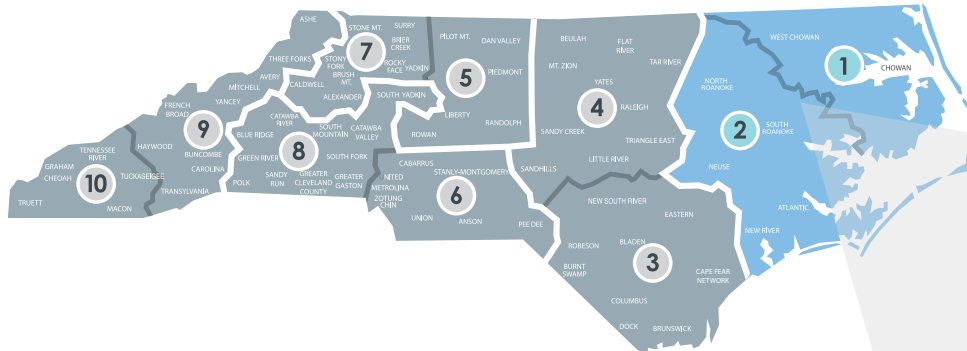 ASHE
THREE FORKS
AVERY
MITCHELL
YANCEY
FRENCH
BROAD
9
BUNCOMBE
HAYWOOD
CAROLINA
TRANSYLVANIA
TENNESSEE
RIVER
GRAHAM
CHEOAH
10
TUCKASEIGEE
TRUETT
MACON
STONE MT.
SURRY
7
BRIER
CREEK
STONY
FORK
ROCKY
FACE
YADKIN
BRUSH
MT.
CALDWELL
ALEXANDER
CATAWBA
RIVER
BLUE RIDGE
SOUTH
MOUNTAIN
CATAWBA
VALLEY
8
GREEN RIVER
SOUTH FORK
POLK
SANDY
RUN
GREATER
CLEVELAND
COUNTY
GREATER
GASTON
PILOT MT.
DAN VALLEY
5
PIEDMONT
SOUTH YADKIN
LIBERTY
RANDOLPH
ROWAN
CABARRUS
STANLY-MONTGOMERY
NITED
METROLINA
ZOTUNG
CHIN
6
UNION
ANSON
PEE DEE
BEULAH
FLAT
RIVER
MT. ZION
TAR RIVER
YATES
4
RALEIGH
SANDY CREEK
TRIANGLE EAST
LITTLE RIVER
SANDHILLS
NEW SOUTH RIVER
EASTERN
ROBESON
BLADEN
3
BURNT
SWAMP
CAPE FEAR
NETWORK
COLUMBUS
DOCK
BRUNSWICK
WEST CHOWAN
1
CHOWAN
NORTH
ROANOKE
2
SOUTH
ROANOKE
NEUSE
ATLANTIC
NEW RIVER